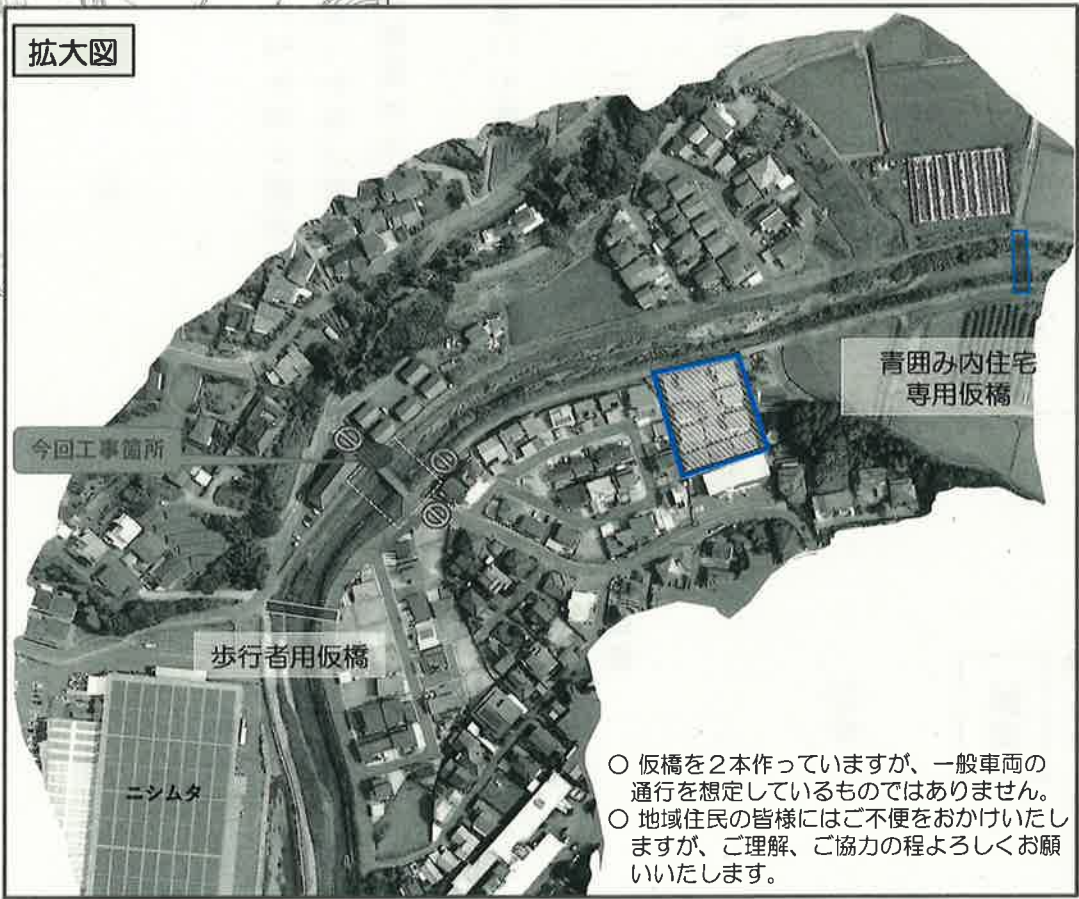 拡大図
青囲み内住宅
専用仮橋
今回工事箇所
歩行者用仮橋
ニシムタ
○ 仮橋を2本作っていますが、一般車両の
通行を想定しているものではありません。
○ 地域住民の皆様にはご不便をおかけいたし
ますが、ご理解、ご協力の程よろしくお願
いいたします。